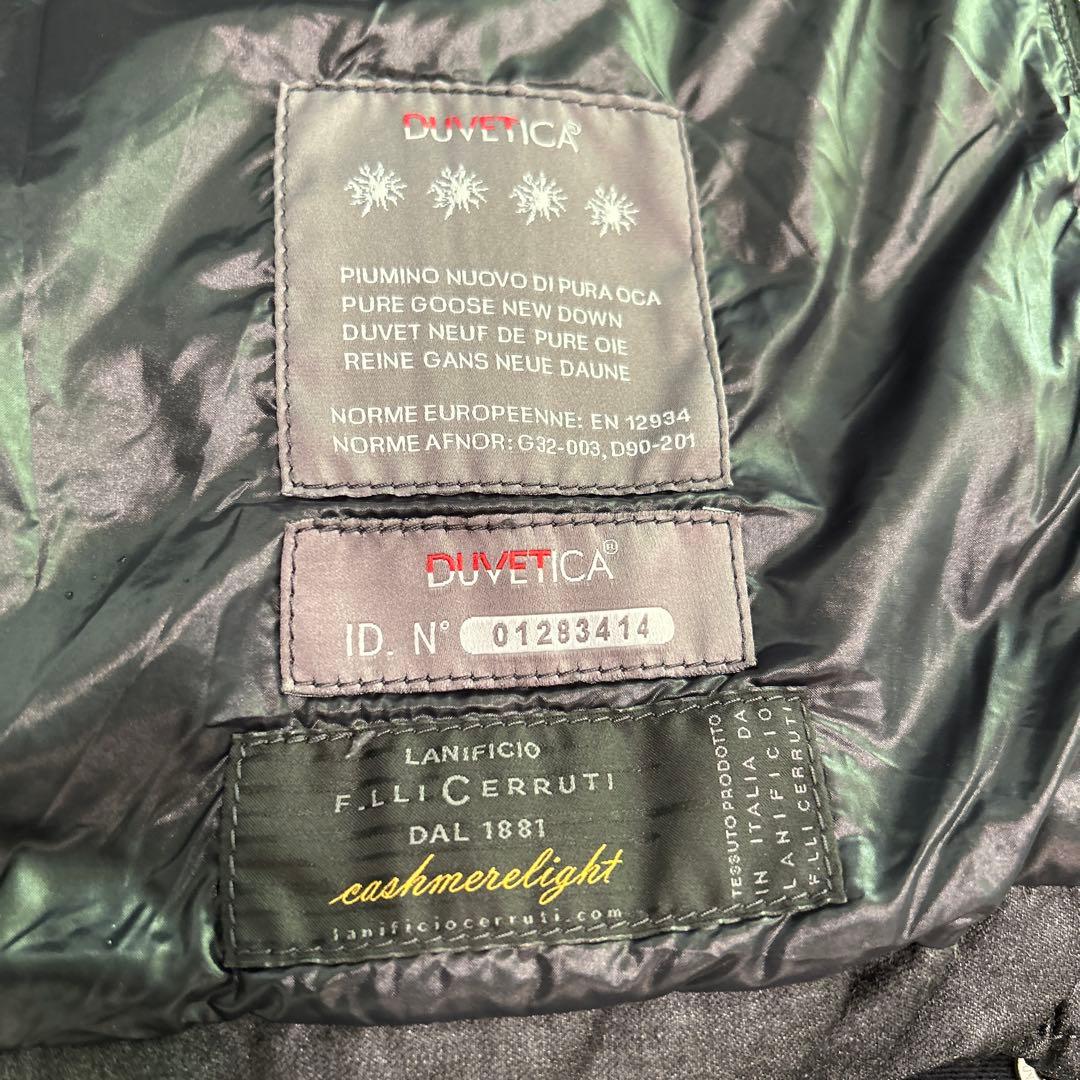 DUVETICA®
PIUMINO NUOVO DI PURA OCA
PURE GOOSE NEW DOWN
DUVET NEUF DE PURE OIE
REINE GANS NEUE DAUNE
NORME EUROPEENNE: EN 12934
NORME AFNOR: G32-003, D90-201
DUVETICA®
ID. N° 01283414
LANIFICIO
F.LLI CERRUTI
DAL 1881
cashmerelight
lanificiocerruti.com
TESSUTO PRODOTTO
IN ITALIA DA
LANIFICIO
F.LLI CERRUTI